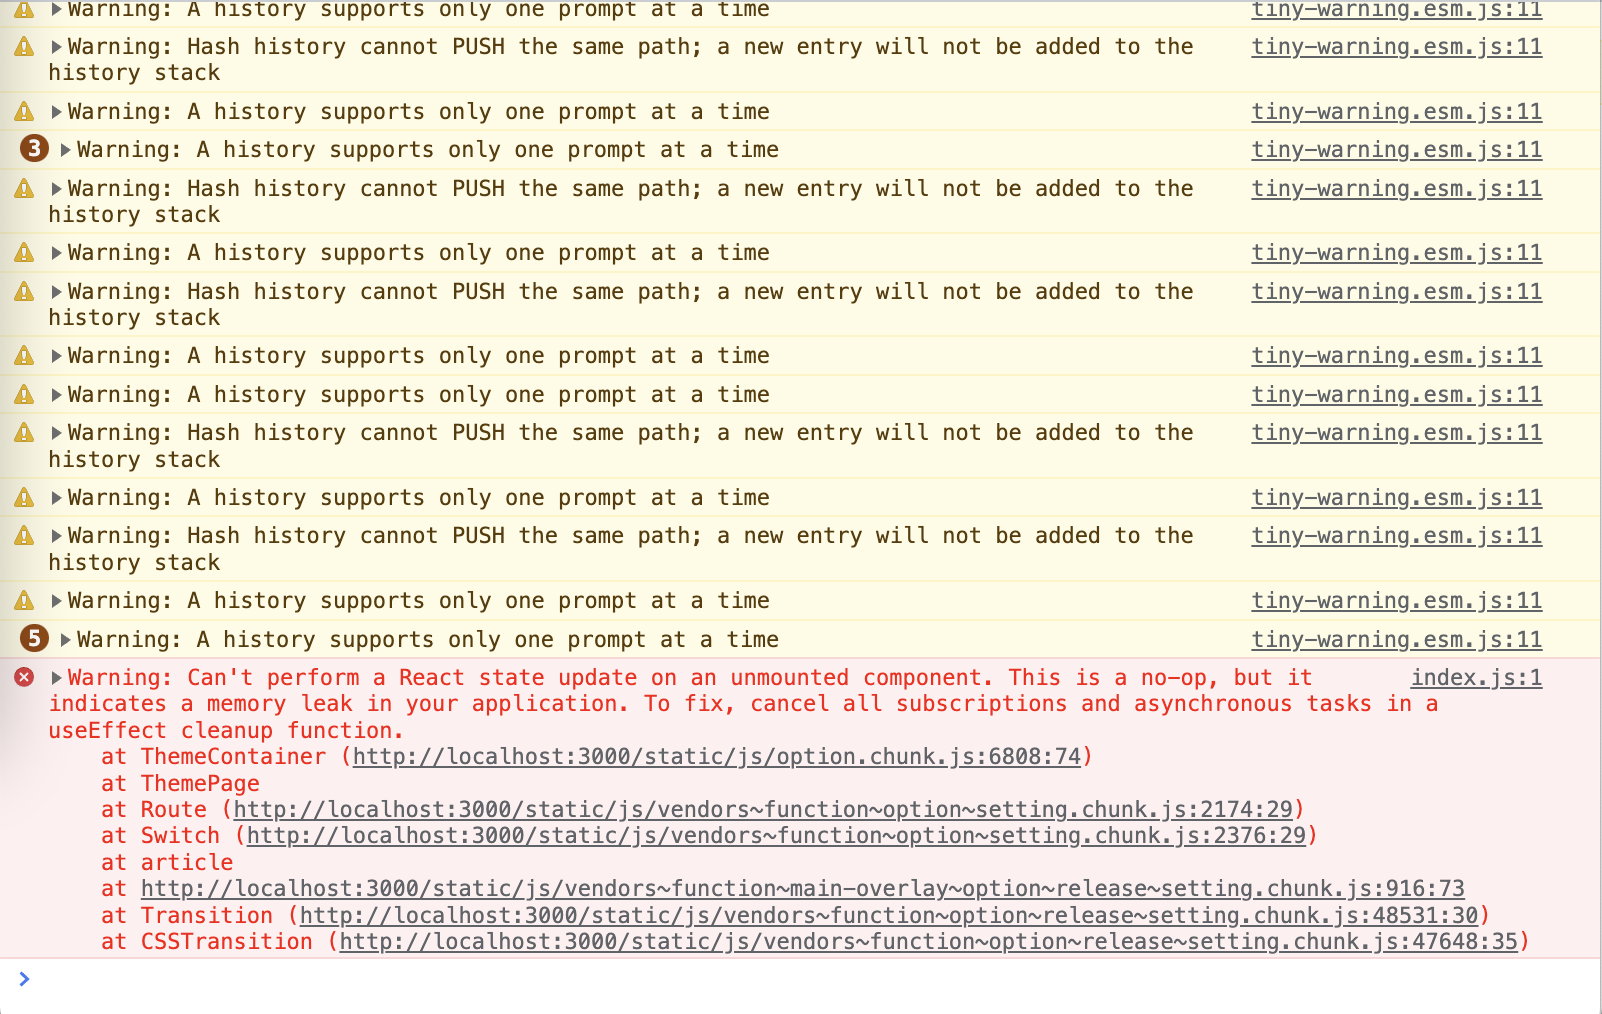 Warning: A history supports only one prompt at a time tiny-warning.esm.js:11
Warning: Hash history cannot PUSH the same path; a new entry will not be added to the tiny-warning.esm.js:11
history stack
Warning: A history supports only one prompt at a time tiny-warning.esm.js:11
3 Warning: A history supports only one prompt at a time tiny-warning.esm.js:11
Warning: Hash history cannot PUSH the same path; a new entry will not be added to the tiny-warning.esm.js:11
history stack
Warning: A history supports only one prompt at a time tiny-warning.esm.js:11
Warning: Hash history cannot PUSH the same path; a new entry will not be added to the tiny-warning.esm.js:11
history stack
Warning: A history supports only one prompt at a time tiny-warning.esm.js:11
Warning: A history supports only one prompt at a time tiny-warning.esm.js:11
Warning: Hash history cannot PUSH the same path; a new entry will not be added to the tiny-warning.esm.js:11
history stack
Warning: A history supports only one prompt at a time tiny-warning.esm.js:11
Warning: Hash history cannot PUSH the same path; a new entry will not be added to the tiny-warning.esm.js:11
history stack
Warning: A history supports only one prompt at a time tiny-warning.esm.js:11
5 Warning: A history supports only one prompt at a time tiny-warning.esm.js:11
Warning: Can't perform a React state update on an unmounted component. This is a no-op, but it index.js:1
indicates a memory leak in your application. To fix, cancel all subscriptions and asynchronous tasks in a
useEffect cleanup function.
at ThemeContainer (http://localhost:3000/static/js/option.chunk.js:6808:74)
at ThemePage
at Route (http://localhost:3000/static/js/vendors~function~option~setting.chunk.js:2174:29)
at Switch (http://localhost:3000/static/js/vendors~function~option~setting.chunk.js:2376:29)
at article
at http://localhost:3000/static/js/vendors~function~main-overlay~option~release~setting.chunk.js:916:73
at Transition (http://localhost:3000/static/js/vendors~function~option~release~setting.chunk.js:48531:30)
at CSSTransition (http://localhost:3000/static/js/vendors~function~option~release~setting.chunk.js:47648:35)